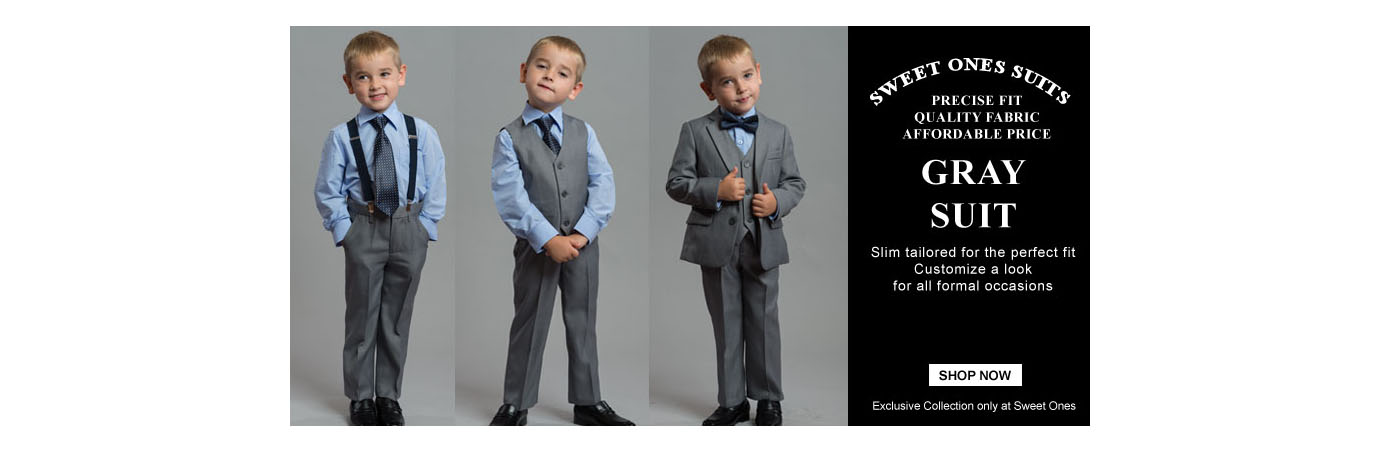 SWEET ONES SUITS
PRECISE FIT
QUALITY FABRIC
AFFORDABLE PRICE
GRAY
SUIT
Slim tailored for the perfect fit
Customize a look
for all formal occasions
SHOP NOW
Exclusive Collection only at Sweet Ones